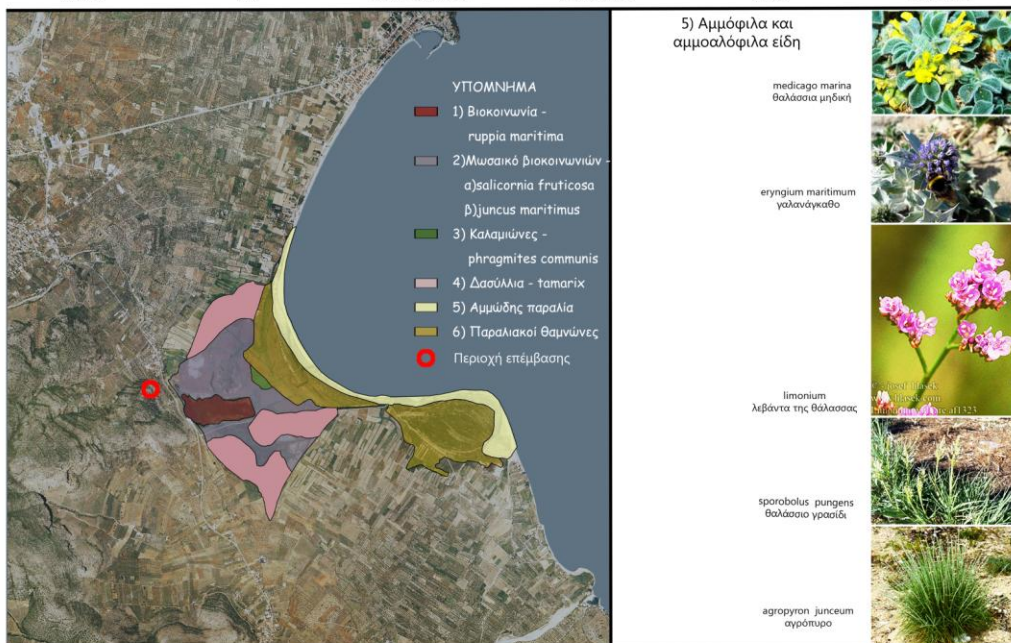 ΥΠΟΜΝΗΜΑ
1) Βιοκοινωνία -
ruppia maritima
2)Μωσαικό βιοκοινωνιών -
α)salicornia fruticosa
β)juncus maritimus
3) Καλαμιώνες -
phragmites communis
4) Δασύλλια - tamarix
5) Αμμώδης παραλία
6) Παραλιακοί θαμνώνες
Περιοχή επέμβασης
5) Αμμόφιλα και
αμμοαλόφιλα είδη
medicago marina
θαλάσσια μηδική
eryngium maritimum
γαλανάγκαθο
limonium
λεβάντα της θάλασσας
sporobolus pungens
θαλάσσιο γρασίδι
agropyron junceum
αγρόπυρο